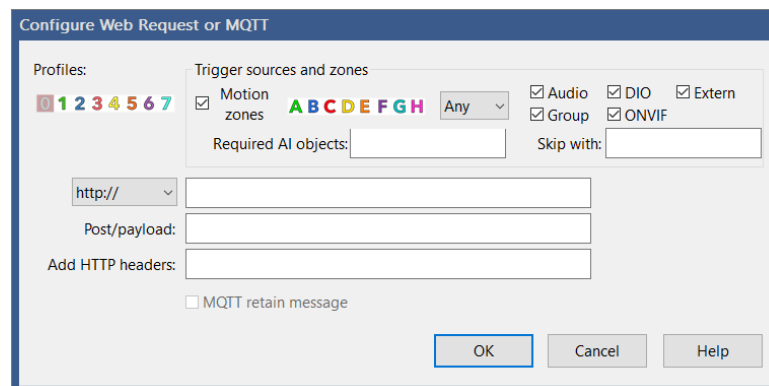 Configure Web Request or MQTT
Profiles:
0 1 2 3 4 5 6 7
Trigger sources and zones
Motion zones
A B C D E F G H
Any
Audio DIO Extern
Group ONVIF
Required AI objects:
Skip with:
http://
Post/payload:
Add HTTP headers:
MQTT retain message
OK Cancel Help